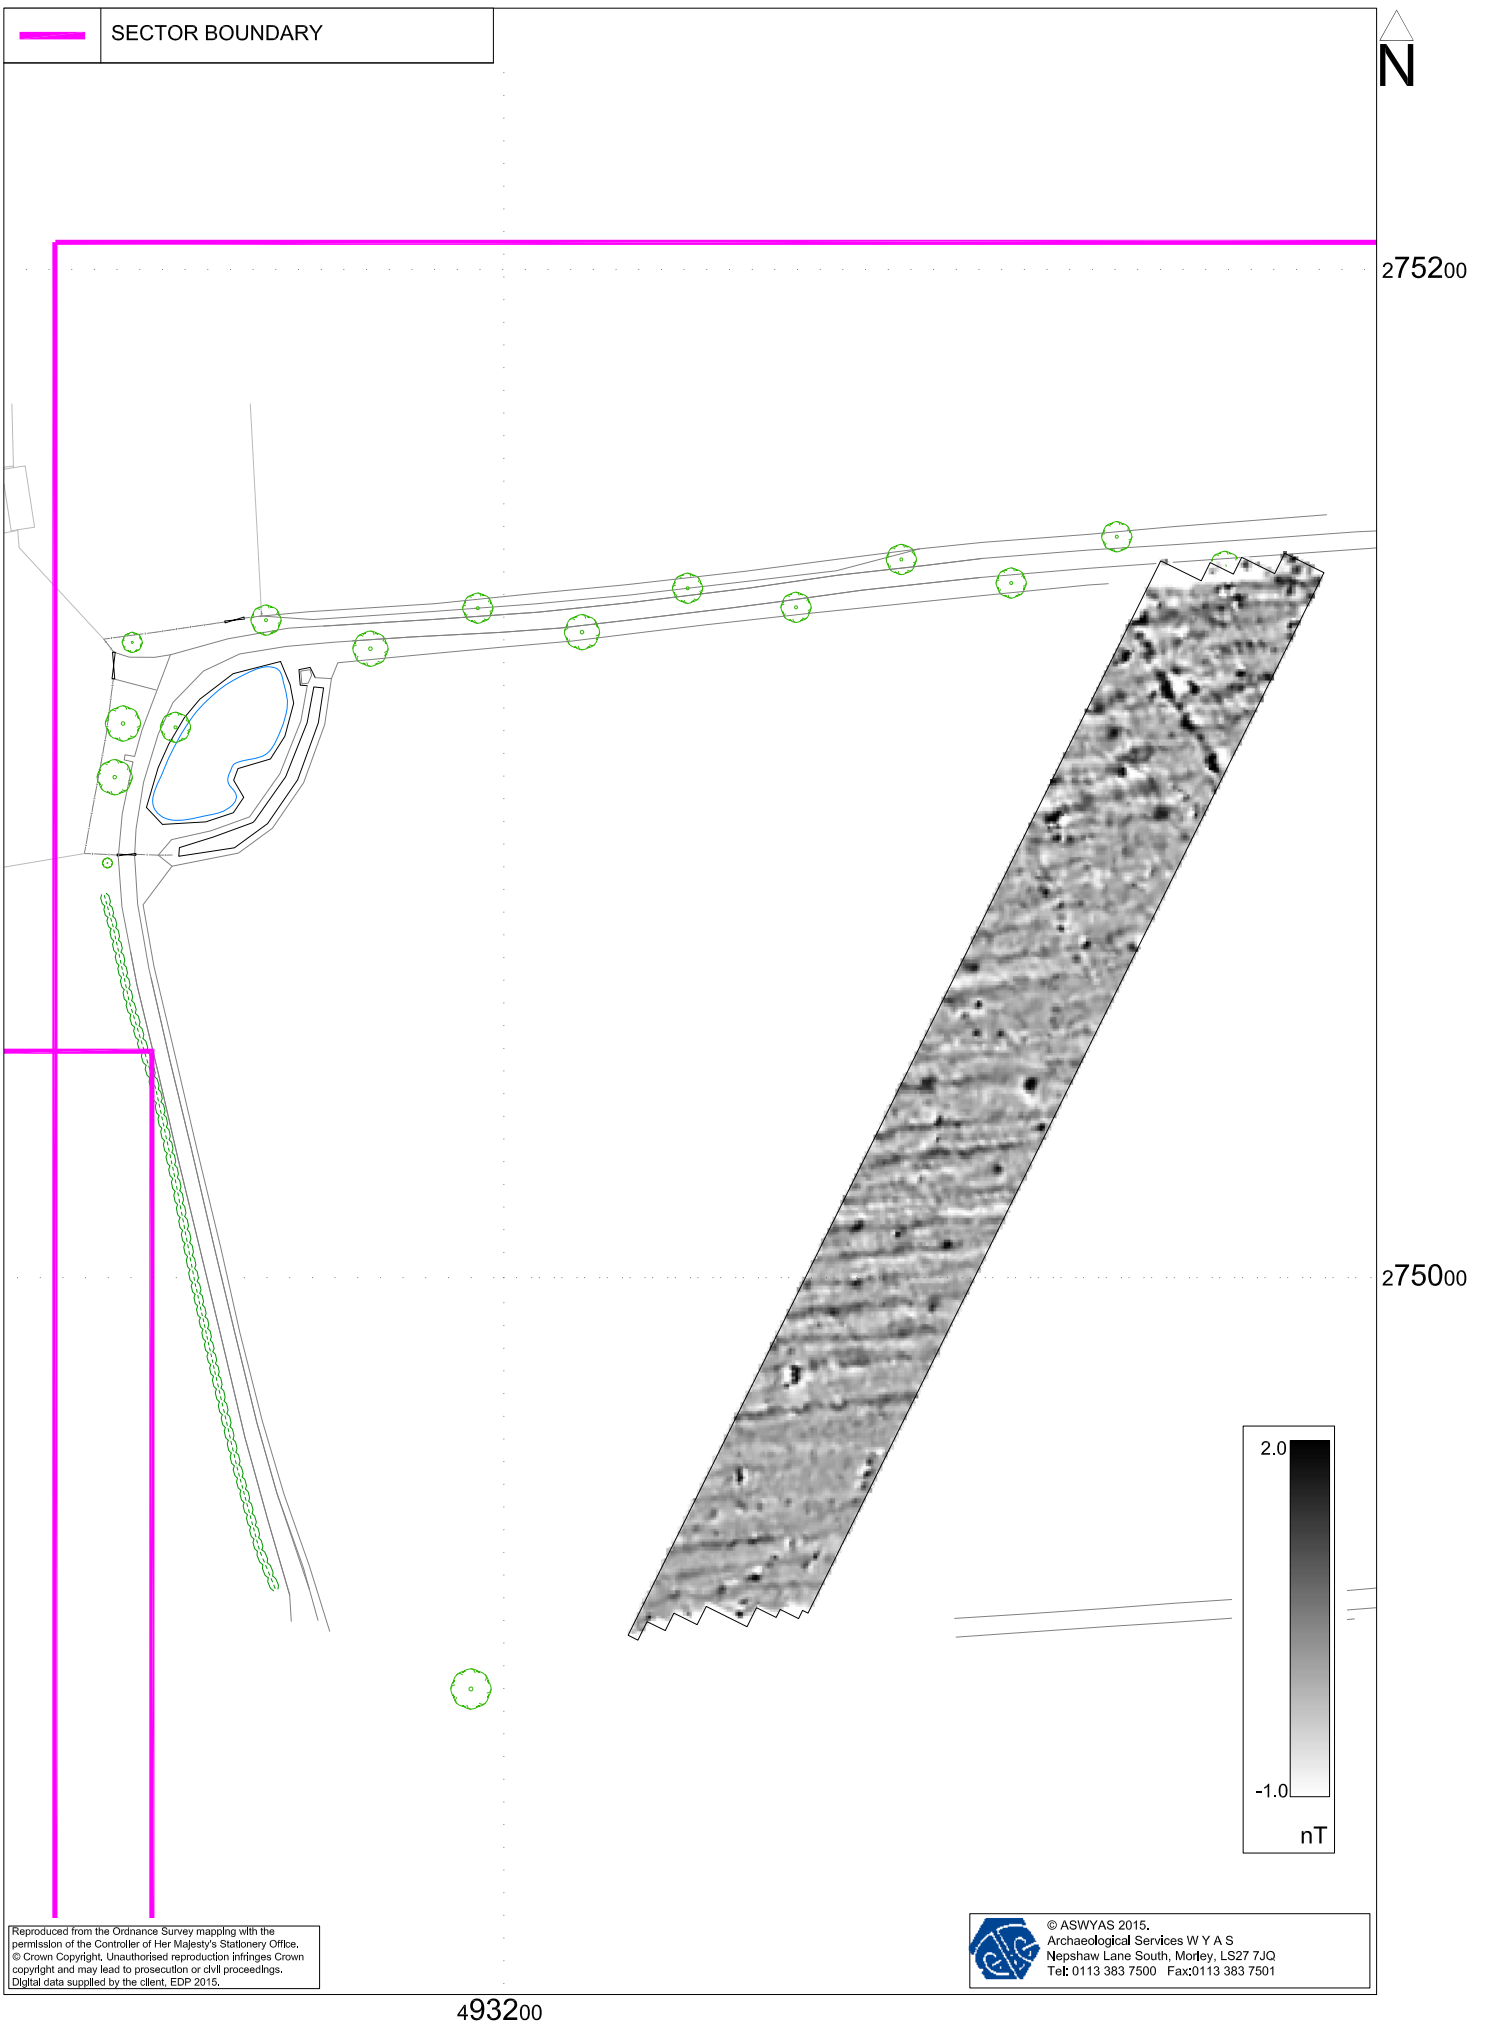 SECTOR BOUNDARY
N
275200
275000
2.0
-1.0
nT
Reproduced from the Ordnance Survey mapping with the
permission of the Controller of Her Majesty's Stationery Office.
© Crown Copyright. Unauthorised reproduction infringes Crown
copyright and may lead to prosecution or civil proceedings.
Digital data supplied by the client, EDP 2015.
© ASWYAS 2015.
Archaeological Services W Y A S
Nepshaw Lane South, Morley, LS27 7JQ
Tel: 0113 383 7500 Fax:0113 383 7501
493200